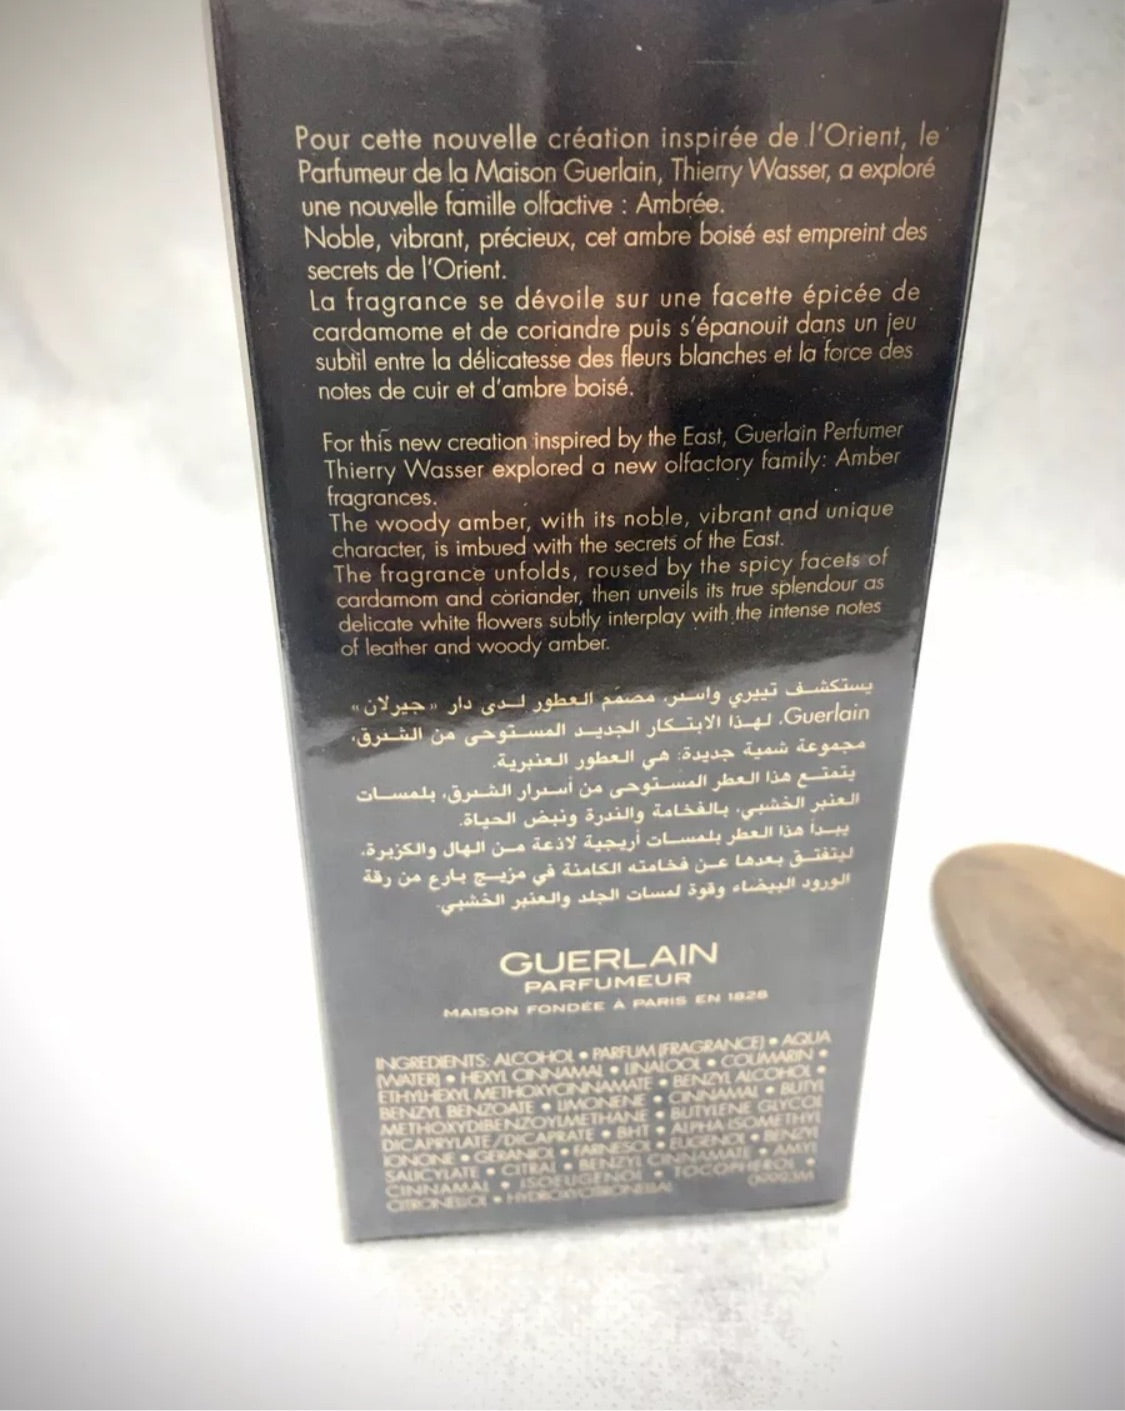 Pour cette nouvelle création inspirée de l'Orient, le
Parfumeur de la Maison Guerlain, Thierry Wasser, a exploré
une nouvelle famille olfactive : Ambrée.
Noble, vibrant, précieux, cet ambre boisé est empreint des
secrets de l'Orient.
La fragrance se dévoile sur une facette épicée de
cardamome et de coriandre puis s'épanouit dans un jeu
subtil entre la délicatesse des fleurs blanches et la force des
notes de cuir et d'ambre boisé.
For this new creation inspired by the East, Guerlain Perfumer
Thierry Wasser explored a new olfactory family: Amber
fragrances.
The woody amber, with its noble, vibrant and unique
character, is imbued with the secrets of the East.
The fragrance unfolds, roused by the spicy facets of
cardamom and coriander, then unveils its true splendour as
delicate white flowers subtly interplay with the intense notes
of leather and woody amber.
يستكشف تييري واسر، مصمّم العطور لدى دار «جيرلان»
Guerlain، لهذا الابتكار الجديد المستوحى من الشرق،
مجموعة شمية جديدة: هي العطور العنبرية.
يتمتع هذا العطر المستوحى من أسرار الشرق، بلمسات
العنبر الخشبي، بالفخامة والندرة ونبض الحياة.
يبدأ هذا العطر بلمسات أريجية لاذعة من الهال والكزبرة،
ليتفتق بعدها عن فخامته الكامنة في مزيج بارع من رقة
الورود البيضاء وقوة لمسات الجلد والعنبر الخشبي.
GUERLAIN
PARFUMEUR
MAISON FONDÉE À PARIS EN 1828
INGREDIENTS: ALCOHOL • PARFUM (FRAGRANCE) • AQUA
(WATER) • HEXYL CINNAMAL • LINALOOL • COUMARIN •
ETHYLHEXYL METHOXYCINNAMATE • BENZYL ALCOHOL •
BENZYL BENZOATE • LIMONENE • CINNAMAL • BUTYL
METHOXYDIBENZOYLMETHANE • BUTYLENE GLYCOL
DICAPRYLATE/DICAPRATE • BHT • ALPHA ISOMETHYL
IONONE • GERANIOL • FARNESOL • EUGENOL • BENZYL
SALICYLATE • CITRAL • BENZYL CINNAMATE • AMYL
CINNAMAL • ISOEUGENOL • TOCOPHEROL •
CITRONELLOL • HYDROXYCITRONELLAL